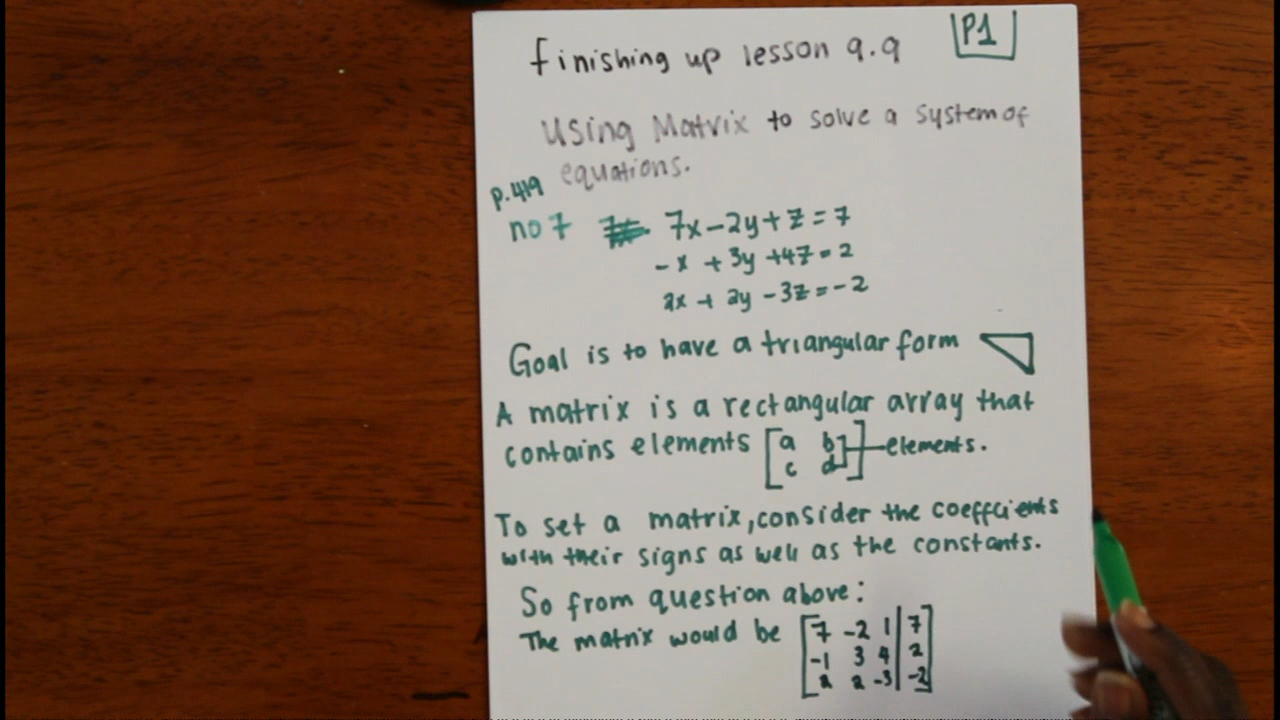 P1
finishing up lesson 9.9
Using Matrix to solve a system of
equations.
p.419
no 7 7x-2y+z=7
-x +3y +4z=2
2x + 2y -3z=-2
Goal is to have a triangular form
A matrix is a rectangular array that
contains elements [a b] elements.
c d
To set a matrix, consider the
with their signs as well as the constants.
So from question above:
The matrix would be [7 -2 1 | 7]
-1 3 4 | 2
2 2 -3 | -2